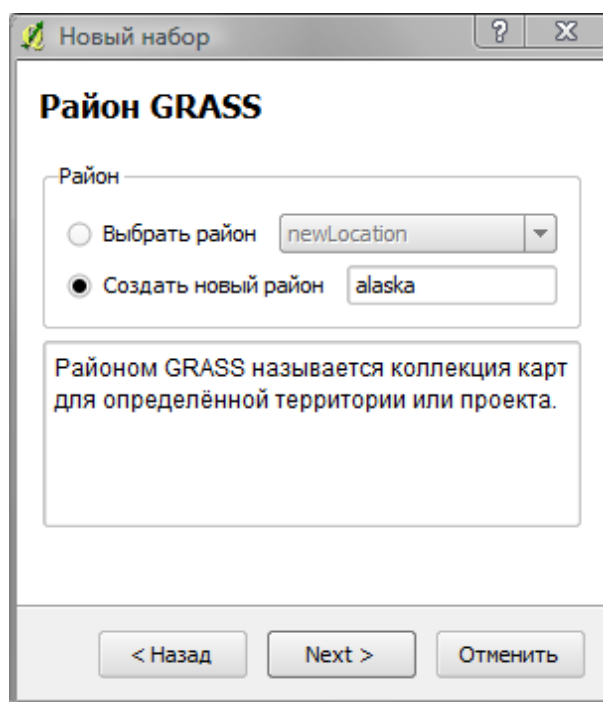 Новый набор
Район GRASS
Район
Выбрать район newLocation
Создать новый район alaska
Районом GRASS называется коллекция карт
для определённой территории или проекта.
< Назад Next > Отменить